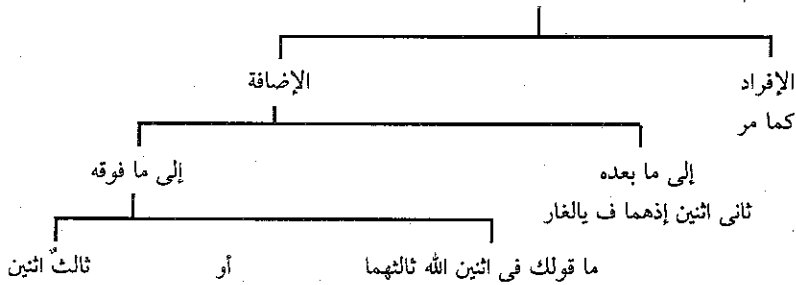 الإفراد
الإضافة
كما مر
إلى ما بعده
إلى ما فوقه
ثانى اثنين إذهما ف يالغار
ما قولك فى اثنين الله ثالثهما
أو
ثالثٌ اثنين